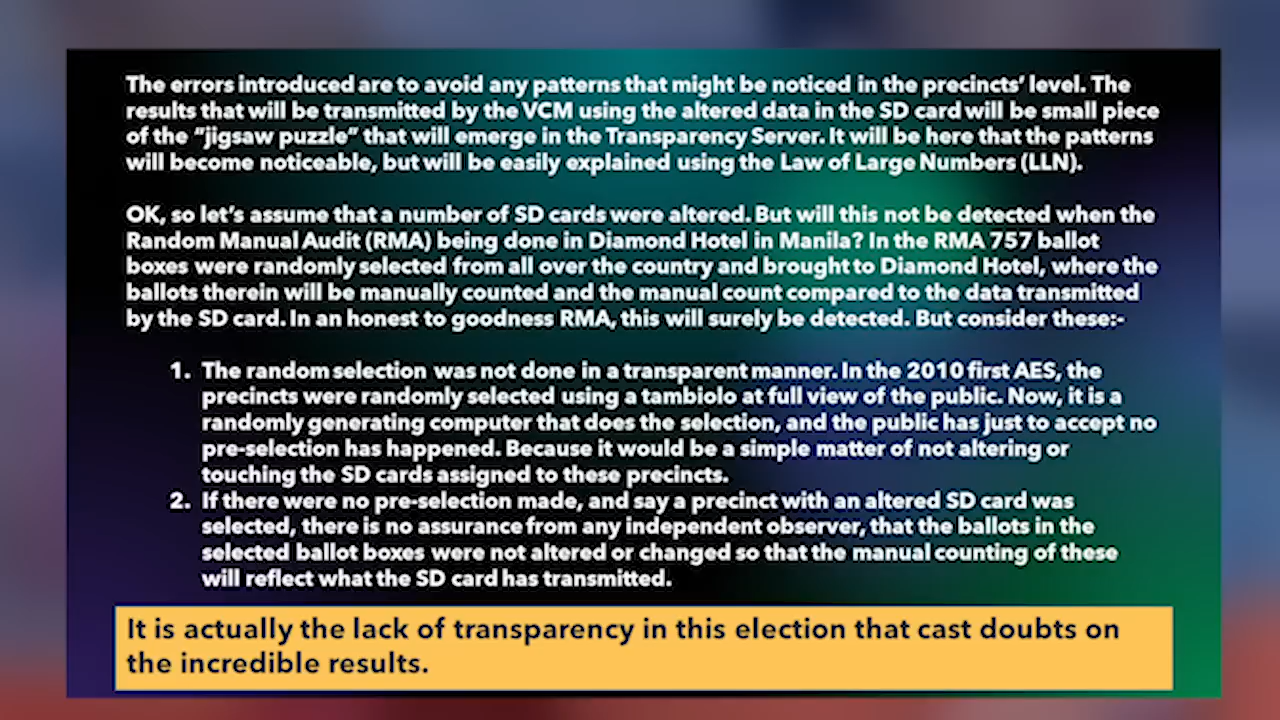 The errors introduced are to avoid any patterns that might be noticed in the precincts' level. The
results that will be transmitted by the VCM using the altered data in the SD card will be small piece
of the "jigsaw puzzle" that will emerge in the Transparency Server. It will be here that the patterns
will become noticeable, but will be easily explained using the Law of Large Numbers (LLN).
OK, so let's assume that a number of SD cards were altered. But will this not be detected when the
Random Manual Audit (RMA) being done in Diamond Hotel in Manila? In the RMA 757 ballot
boxes were randomly selected from all over the country and brought to Diamond Hotel, where the
ballots therein will be manually counted and the manual count compared to the data transmitted
by the SD card. In an honest to goodness RMA, this will surely be detected. But consider these:-
1. The random selection was not done in a transparent manner. In the 2010 first AES, the
precincts were randomly selected using a tambiolo at full view of the public. Now, it is a
randomly generating computer that does the selection, and the public has just to accept no
pre-selection has happened. Because it would be a simple matter of not altering or
touching the SD cards assigned to these precincts.
2. If there were no pre-selection made, and say a precinct with an altered SD card was
selected, there is no assurance from any independent observer, that the ballots in the
selected ballot boxes were not altered or changed so that the manual counting of these
will reflect what the SD card has transmitted.
It is actually the lack of transparency in this election that cast doubts on
the incredible results.